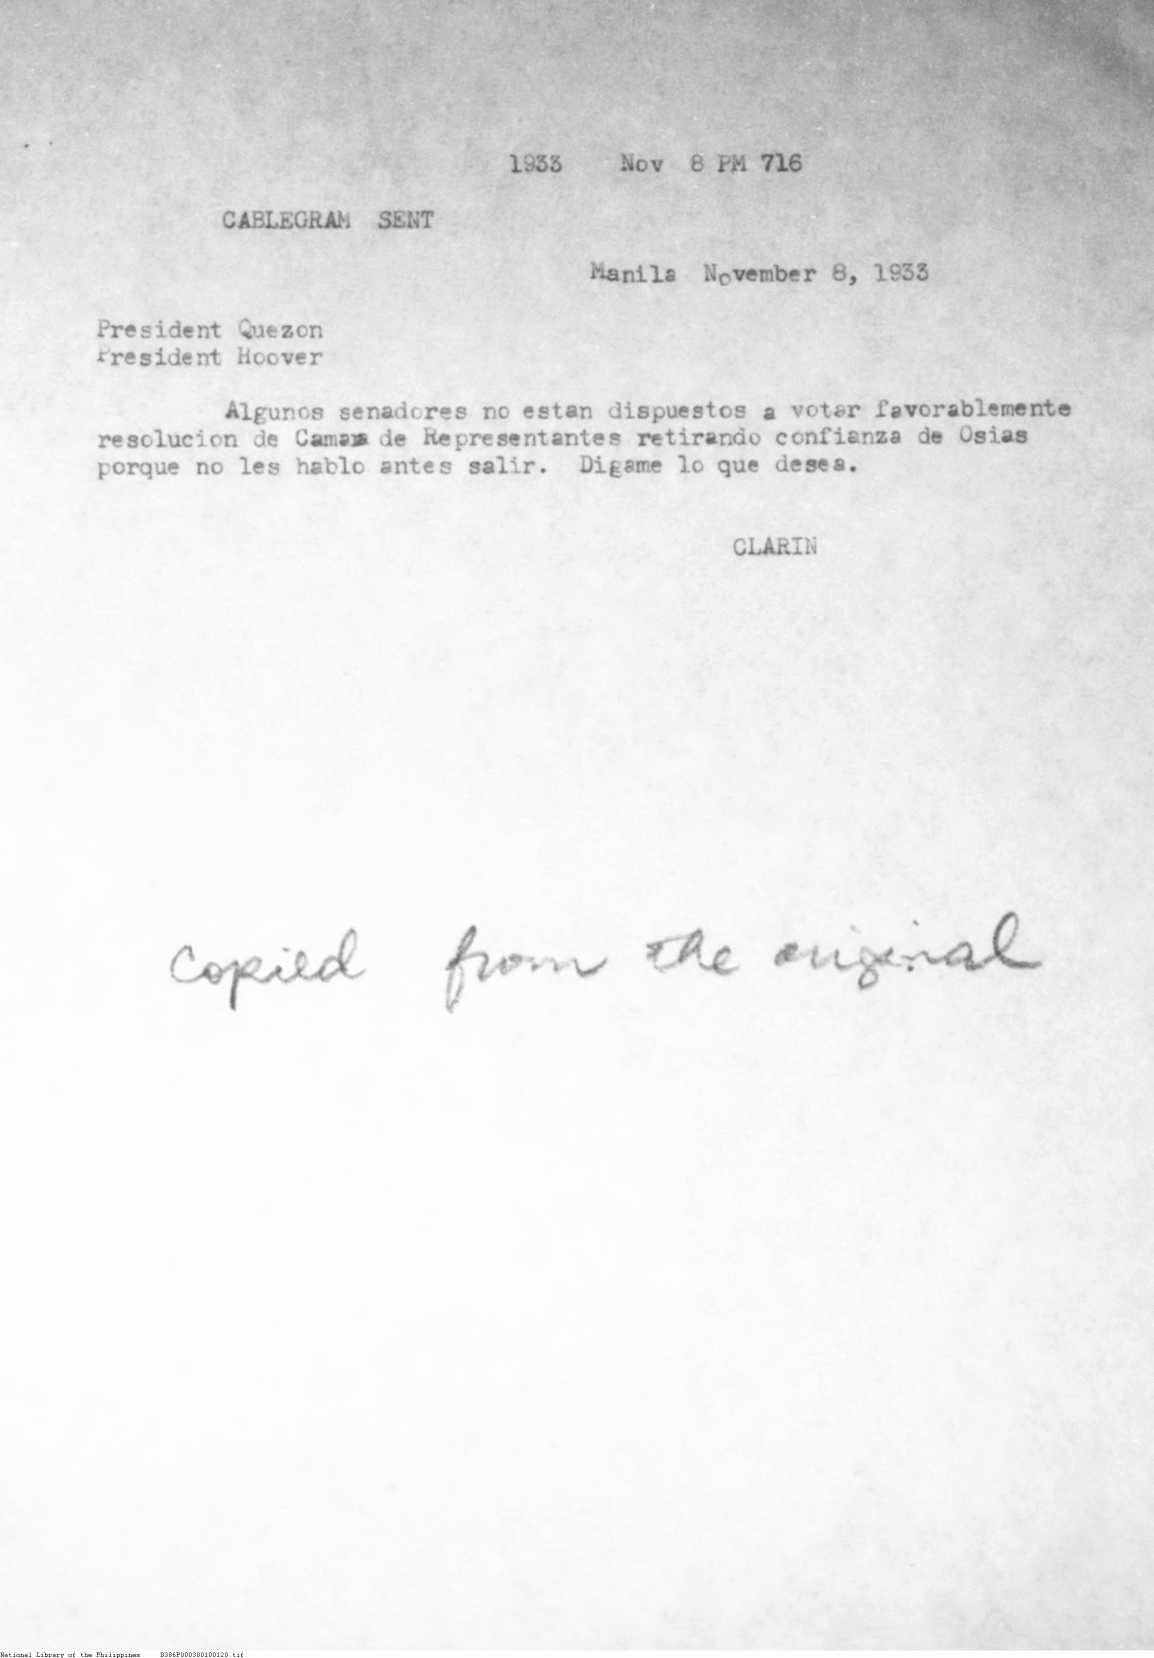 1933 Nov 8 PM 716
CABLEGRAM SENT
Manila November 8, 1933
President Quezon
President Hoover
Algunos senadores no estan dispuestos a votar favorablemente
resolucion de Camara de Representantes retirando confianza de Osias
porque no les hablo antes salir. Digame lo que desea.
CLARIN
copied from the original
National Library of the Philippines B386F000380100120.tif